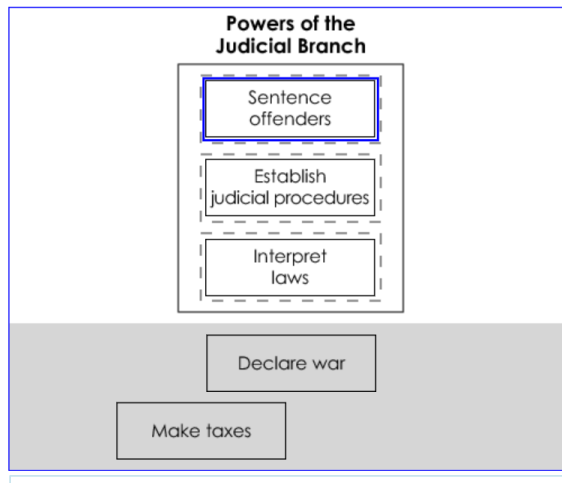 Powers of the
Judicial Branch
Sentence
offenders
Establish
judicial procedures
Interpret
laws
Declare war
Make taxes